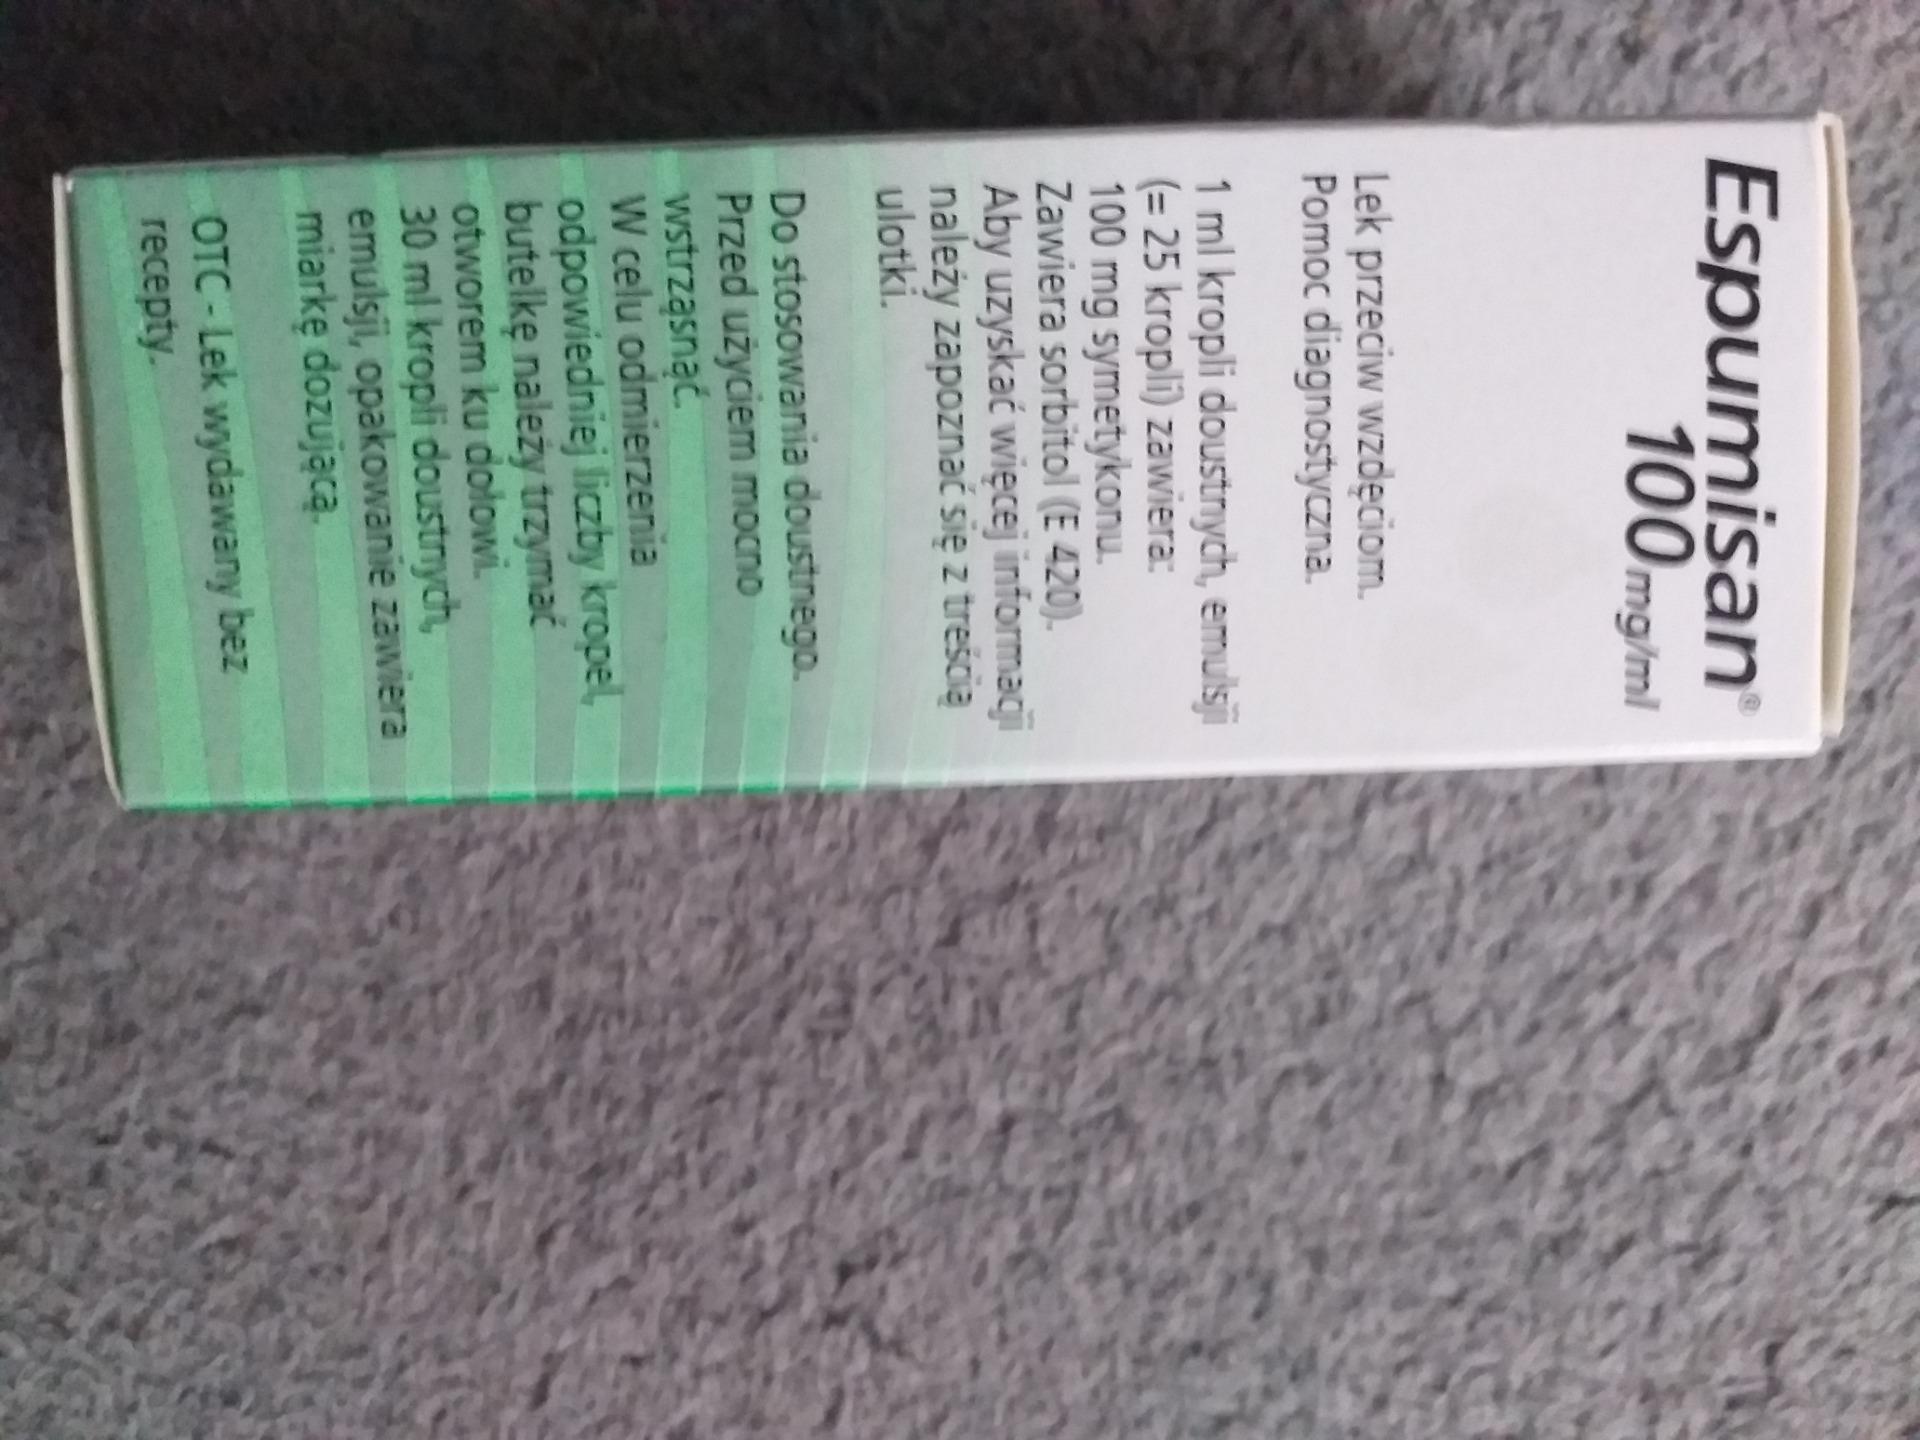 Espumisan®
100 mg/ml
Lek przeciw wzdęciom.
Pomoc diagnostyczna.
1 ml kropli doustnych, emulsji
(= 25 kropli) zawiera:
100 mg symetykonu.
Zawiera sorbitol (E 420).
Aby uzyskać więcej informacji
należy zapoznać się z treścią
ulotki.
Do stosowania doustnego.
Przed użyciem mocno
wstrząsnąć.
W celu odmierzenia
odpowiedniej liczby kropel,
butelkę należy trzymać
otworem ku dołowi.
30 ml kropli doustnych,
emulsji, opakowanie zawiera
miarkę dozującą.
OTC - Lek wydawany bez
recepty.